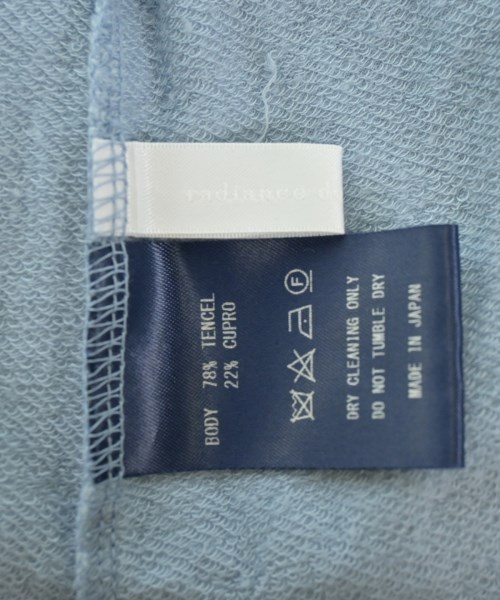 radiance
BODY 78% TENCEL
22% CUPRO
F
DRY CLEANING ONLY
DO NOT TUMBLE DRY
MADE IN JAPAN